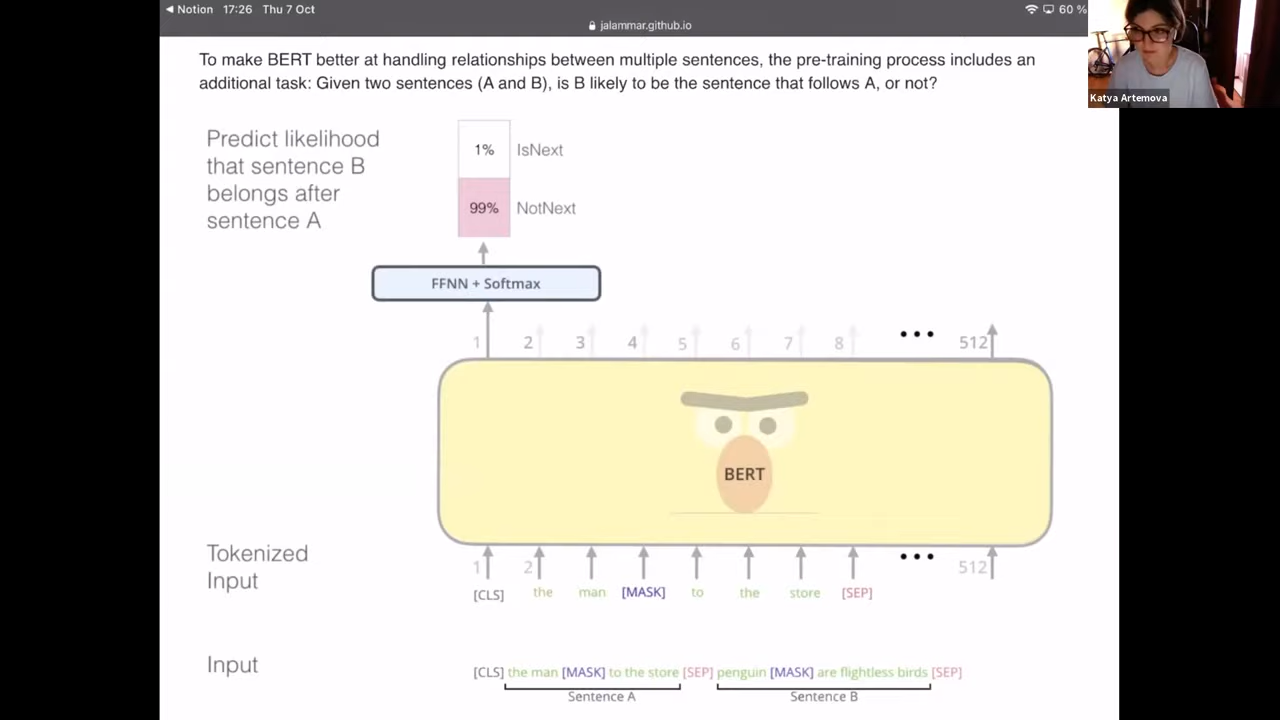 Notion 17:26 Thu 7 Oct
60 %
jalammar.github.io
Katya Artemova
To make BERT better at handling relationships between multiple sentences, the pre-training process includes an
additional task: Given two sentences (A and B), is B likely to be the sentence that follows A, or not?
Predict likelihood
that sentence B
belongs after
sentence A
1% IsNext
99% NotNext
FFNN + Softmax
1 2 3 4 5 6 7 8 ••• 512
BERT
Tokenized
Input
1 2 ••• 512
[CLS] the man [MASK] to the store [SEP]
Input
[CLS] the man [MASK] to the store [SEP] penguin [MASK] are flightless birds [SEP]
Sentence A Sentence B